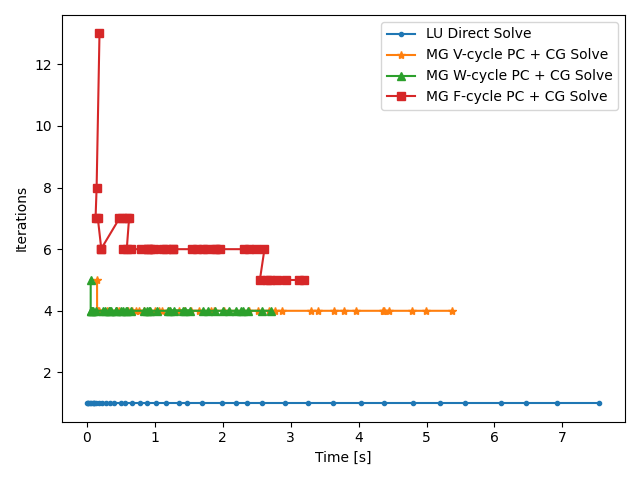 LU Direct Solve
MG V-cycle PC + CG Solve
MG W-cycle PC + CG Solve
MG F-cycle PC + CG Solve
12
10
8
6
4
2
Iterations
0 1 2 3 4 5 6 7
Time [s]